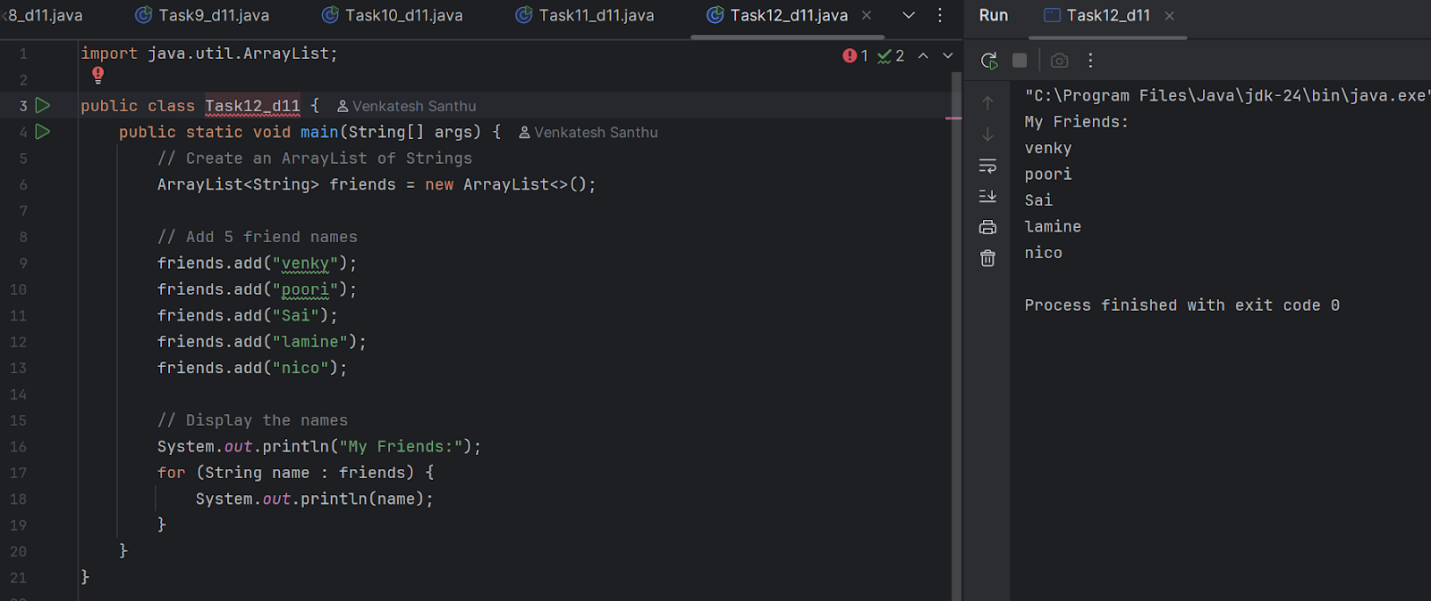 8_d11.java Task9_d11.java Task10_d11.java Task11_d11.java Task12_d11.java
1 import java.util.ArrayList; 1 2
2
3 public class Task12_d11 { Venkatesh Santhu
4 public static void main(String[] args) { Venkatesh Santhu
5 // Create an ArrayList of Strings
6 ArrayList<String> friends = new ArrayList<>();
7
8 // Add 5 friend names
9 friends.add("venky");
10 friends.add("poori");
11 friends.add("Sai");
12 friends.add("lamine");
13 friends.add("nico");
14
15 // Display the names
16 System.out.println("My Friends:");
17 for (String name : friends) {
18 System.out.println(name);
19 }
20 }
21 }
Run Task12_d11
"C:\Program Files\Java\jdk-24\bin\java.exe"
My Friends:
venky
poori
Sai
lamine
nico
Process finished with exit code 0